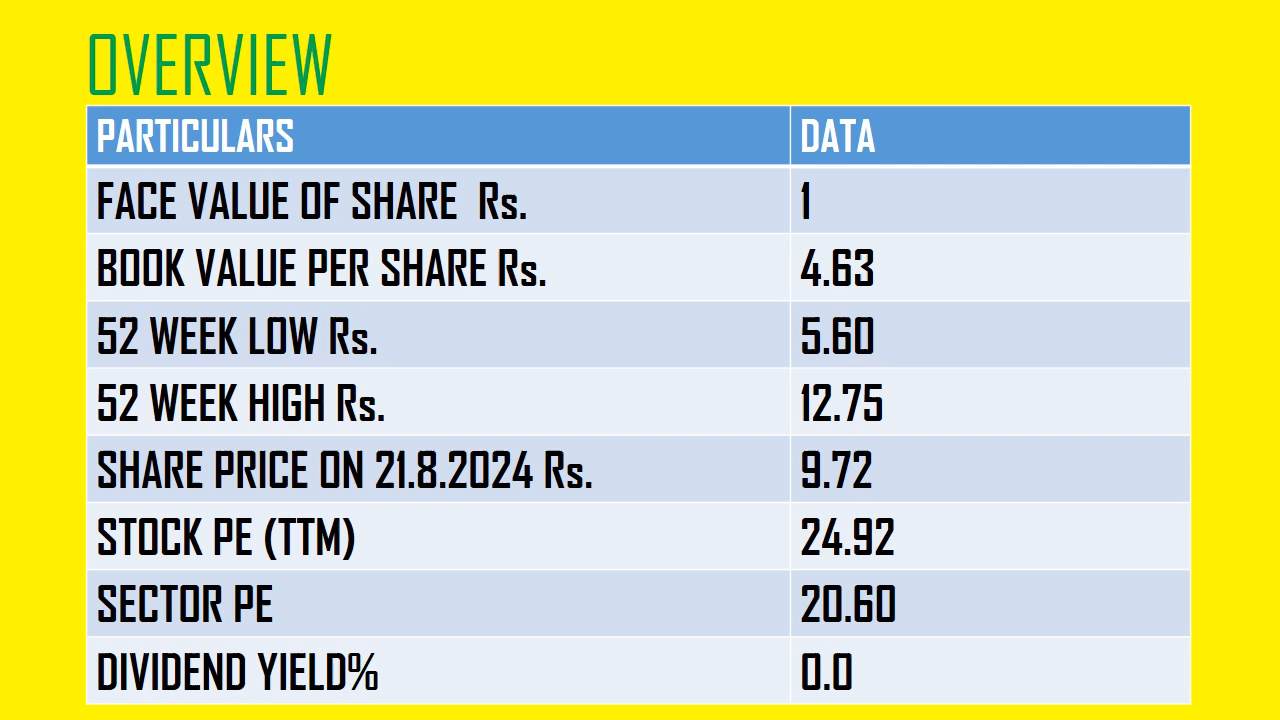 OVERVIEW
PARTICULARS DATA
FACE VALUE OF SHARE  Rs. 1
BOOK VALUE PER SHARE Rs. 4.63
52 WEEK LOW Rs. 5.60
52 WEEK HIGH Rs. 12.75
SHARE PRICE ON 21.8.2024 Rs. 9.72
STOCK PE (TTM) 24.92
SECTOR PE 20.60
DIVIDEND YIELD% 0.0